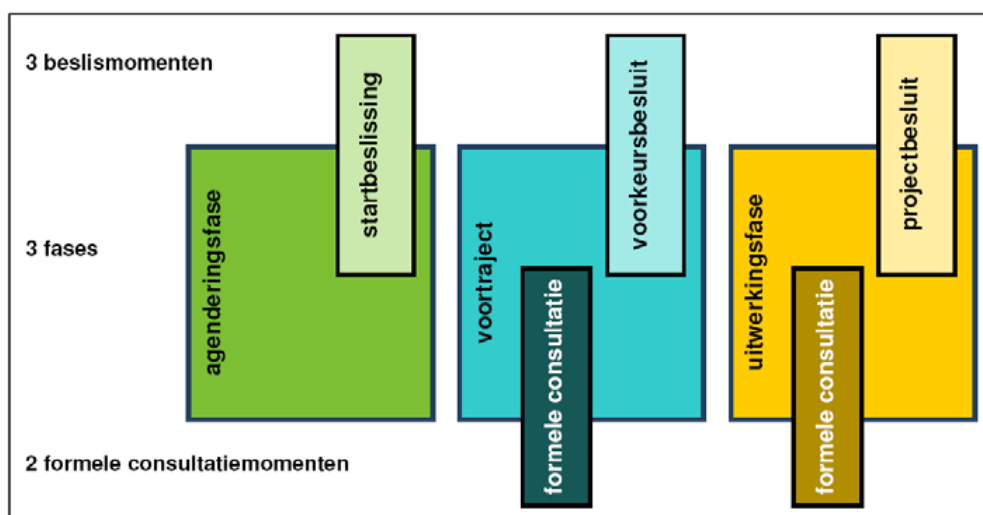 3 beslismomenten
startbeslissing
voorkeursbesluit
projectbesluit
3 fases
agenderingsfase
voortraject
uitwerkingsfase
2 formele consultatiemomenten
formele consultatie
formele consultatie